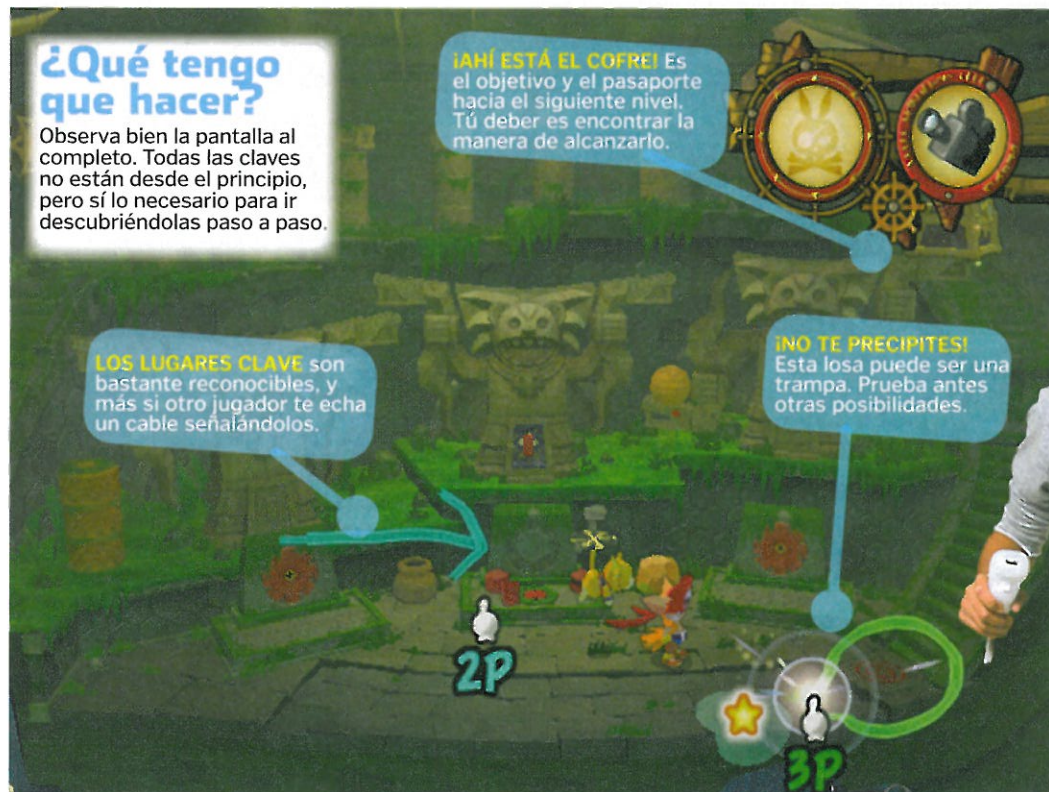 ¿Qué tengo
que hacer?
Observa bien la pantalla al
completo. Todas las claves
no están desde el principio,
pero sí lo necesario para ir
descubriéndolas paso a paso.
¡AHÍ ESTÁ EL COFRE! Es
el objetivo y el pasaporte
hacia el siguiente nivel.
Tú deber es encontrar la
manera de alcanzarlo.
LOS LUGARES CLAVE son
bastante reconocibles, y
más si otro jugador te echa
un cable señalándolos.
¡NO TE PRECIPITES!
Esta losa puede ser una
trampa. Prueba antes
otras posibilidades.
2P
3P